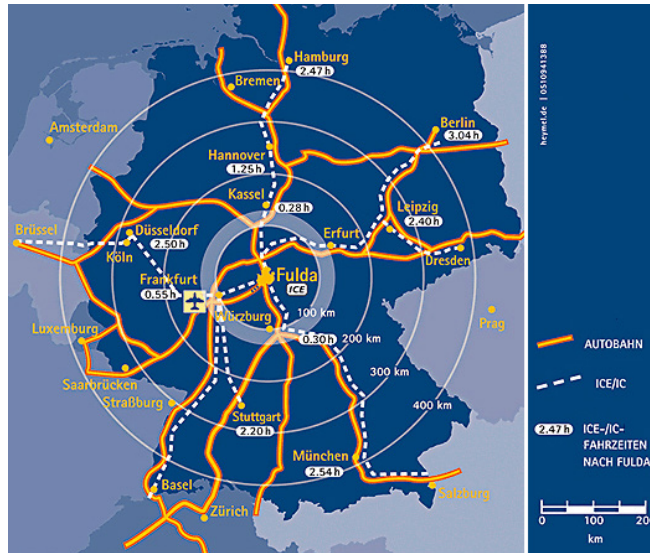 Hamburg
2.47 h
Bremen
Amsterdam
Berlin
3.04 h
Hannover
1.25 h
Kassel
0.28 h
Leipzig
2.40 h
Brüssel
Düsseldorf
2.50 h
Köln
Erfurt
Dresden
Frankfurt
0.55 h
Fulda
ICE
Würzburg
100 km
0.30 h
200 km
300 km
400 km
Prag
Luxemburg
Saarbrücken
Straßburg
Stuttgart
2.20 h
München
2.54 h
Basel
Zürich
Salzburg
heymel.de | 0510941388
AUTOBAHN
ICE/IC
2.47 h
ICE-/IC-
FAHRZEITEN
NACH FULDA
0 100 200
km